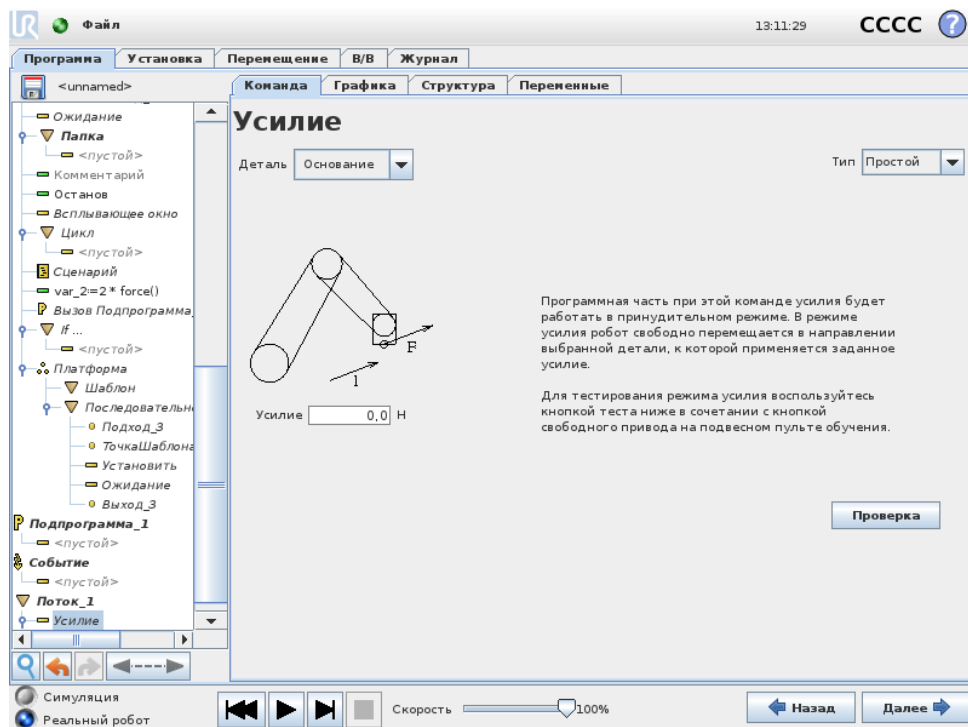 UR Файл 13:11:29 CCCC ?
Программа Установка Перемещение В/В Журнал
<unnamed> Команда Графика Структура Переменные
Ожидание
Папка
<пустой>
Комментарий
Останов
Всплывающее окно
Цикл
<пустой>
Сценарий
var_2:=2 * force()
Вызов Подпрограмма_
If ...
<пустой>
Платформа
Шаблон
Последовательн
Подход_3
ТочкаШаблона
Установить
Ожидание
Выход_3
Подпрограмма_1
<пустой>
Событие
<пустой>
Поток_1
Усилие
Усилие
Деталь Основание Тип Простой
F
1
Усилие 0,0 Н
Программная часть при этой команде усилия будет
работать в принудительном режиме. В режиме
усилия робот свободно перемещается в направлении
выбранной детали, к которой применяется заданное
усилие.
Для тестирования режима усилия воспользуйтесь
кнопкой теста ниже в сочетании с кнопкой
свободного привода на подвесном пульте обучения.
Проверка
Симуляция
Реальный робот
Скорость 100%
Назад Далее